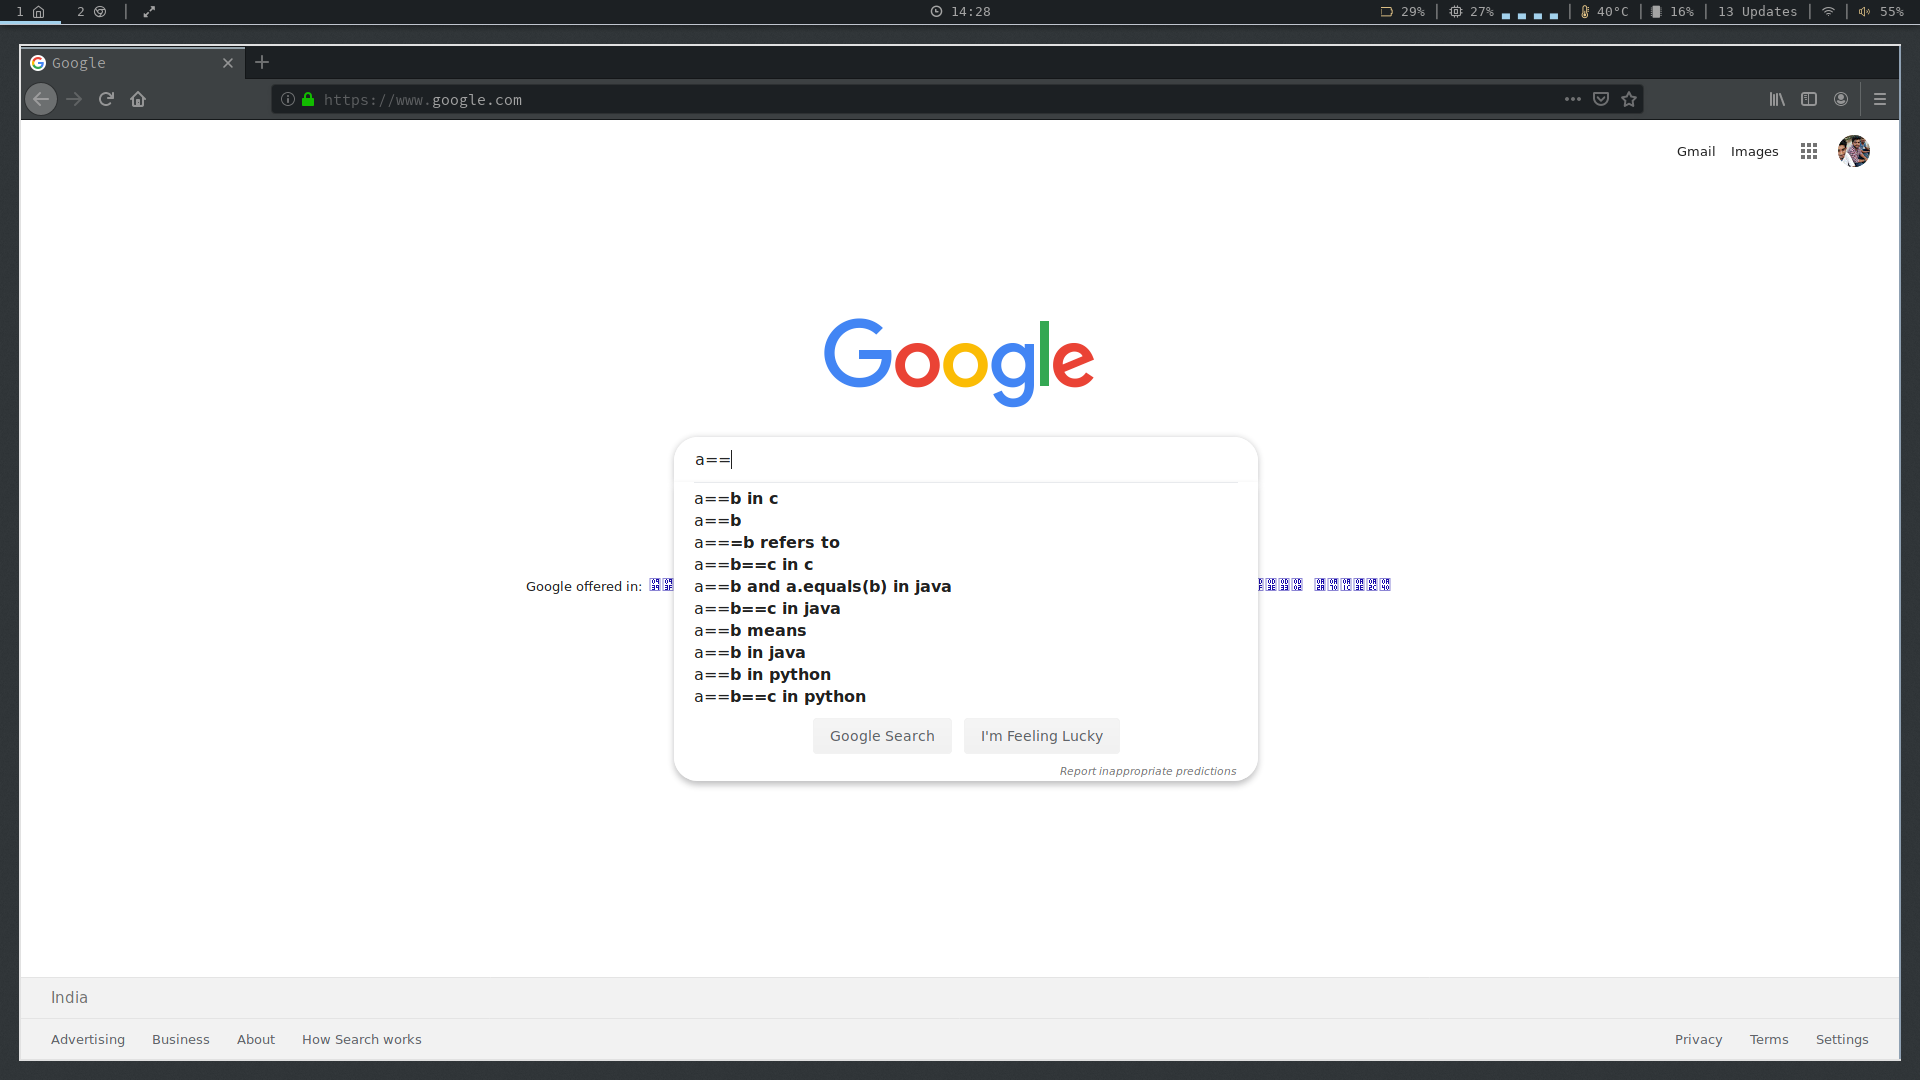 1 2 14:28 29% 27% 40°C 16% 13 Updates 55%
Google
https://www.google.com
Gmail Images
Google
a==
a==b in c
a==b
a===b refers to
a==b==c in c
a==b and a.equals(b) in java
Google offered in:
a==b==c in java
a==b means
a==b in java
a==b in python
a==b==c in python
Google Search I'm Feeling Lucky
Report inappropriate predictions
India
Advertising Business About How Search works Privacy Terms Settings